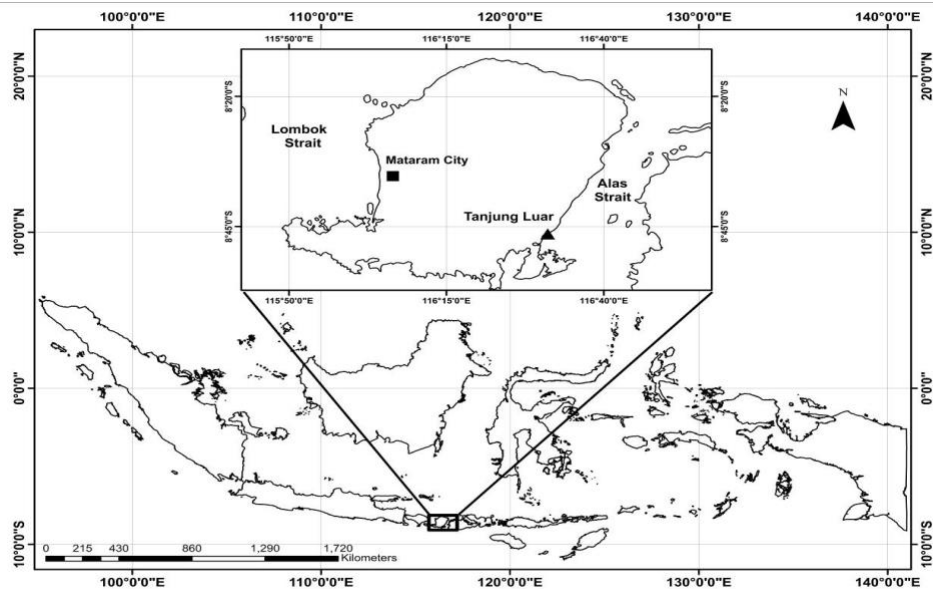 100°0'0"E 110°0'0"E 120°0'0"E 130°0'0"E 140°0'0"E
115°50'0"E 116°15'0"E 116°40'0"E
20°0'0"N 20°0'0"N
8°20'0"S 8°20'0"S
N
Lombok
Strait
Mataram City
Alas
Strait
Tanjung Luar
10°0'0"N 10°0'0"N
8°45'0"S 8°45'0"S
115°50'0"E 116°15'0"E 116°40'0"E
0°0'0" 0°0'0"
10°0'0"S 10°0'0"S
0 215 430 860 1,290 1,720
Kilometers
100°0'0"E 110°0'0"E 120°0'0"E 130°0'0"E 140°0'0"E